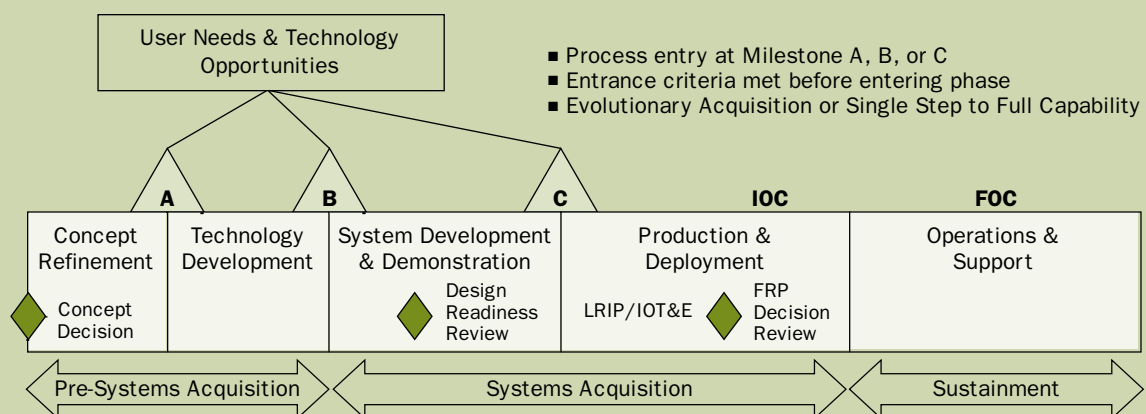 User Needs & Technology
Opportunities
■ Process entry at Milestone A, B, or C
■ Entrance criteria met before entering phase
■ Evolutionary Acquisition or Single Step to Full Capability
A
B
C
IOC
FOC
Concept
Refinement
Technology
Development
System Development
& Demonstration
Production &
Deployment
Operations &
Support
Concept
Decision
Design
Readiness
Review
LRIP/IOT&E
FRP
Decision
Review
Pre-Systems Acquisition
Systems Acquisition
Sustainment